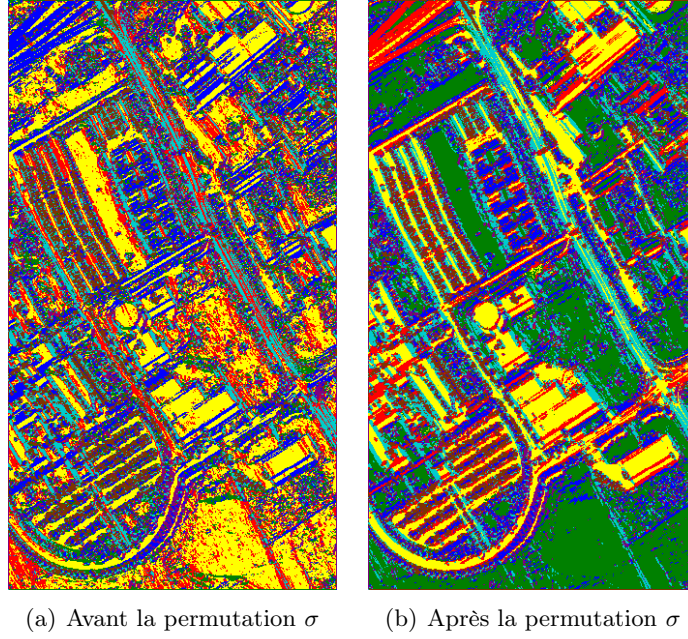 (a) Avant la permutation σ
(b) Après la permutation σ